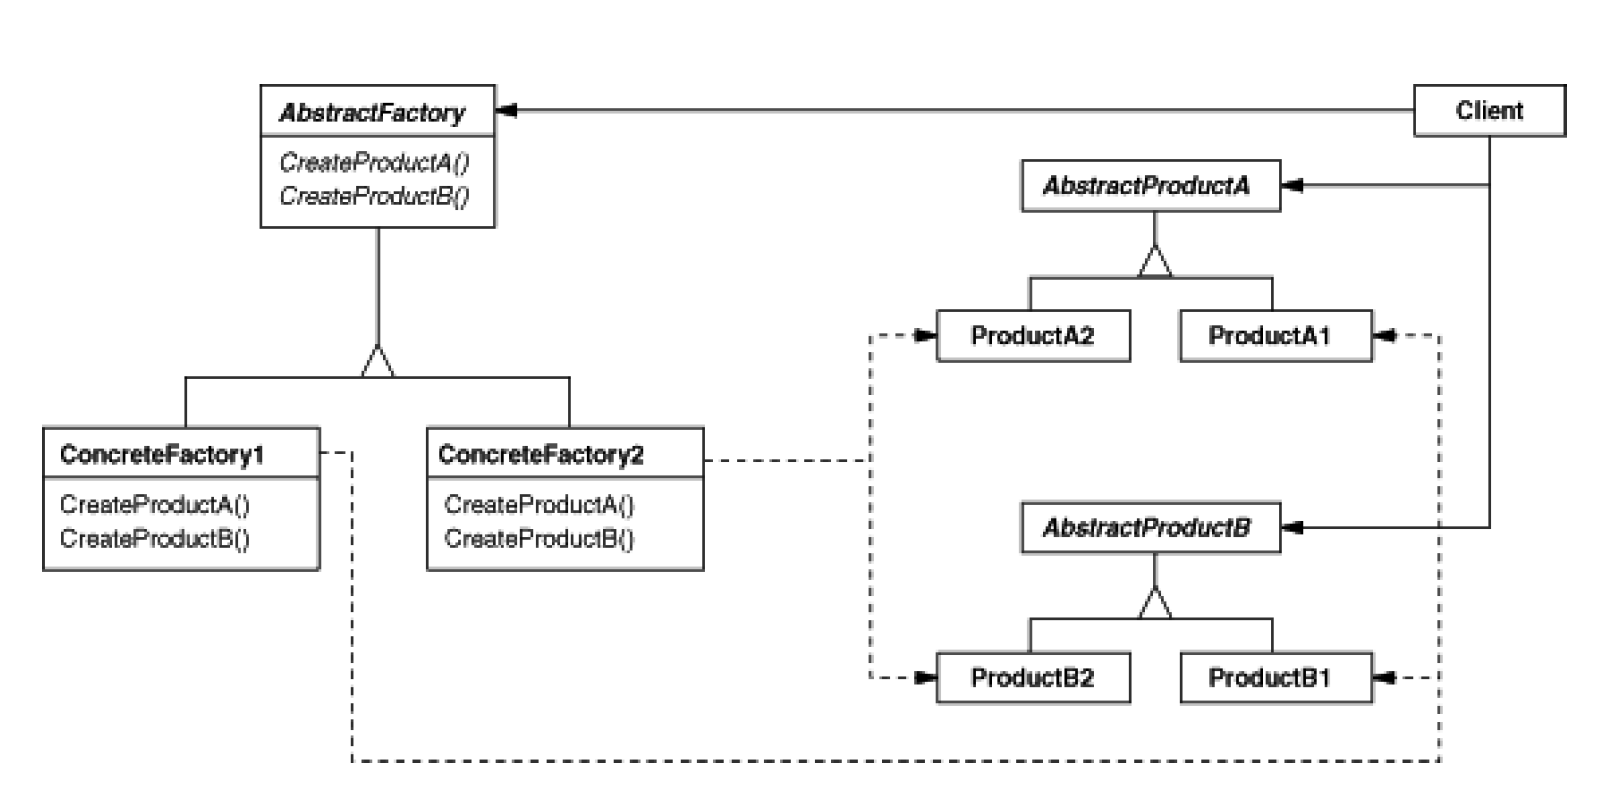 AbstractFactory
CreateProductA()
CreateProductB()
Client
AbstractProductA
ProductA2
ProductA1
ConcreteFactory1
CreateProductA()
CreateProductB()
ConcreteFactory2
CreateProductA()
CreateProductB()
AbstractProductB
ProductB2
ProductB1